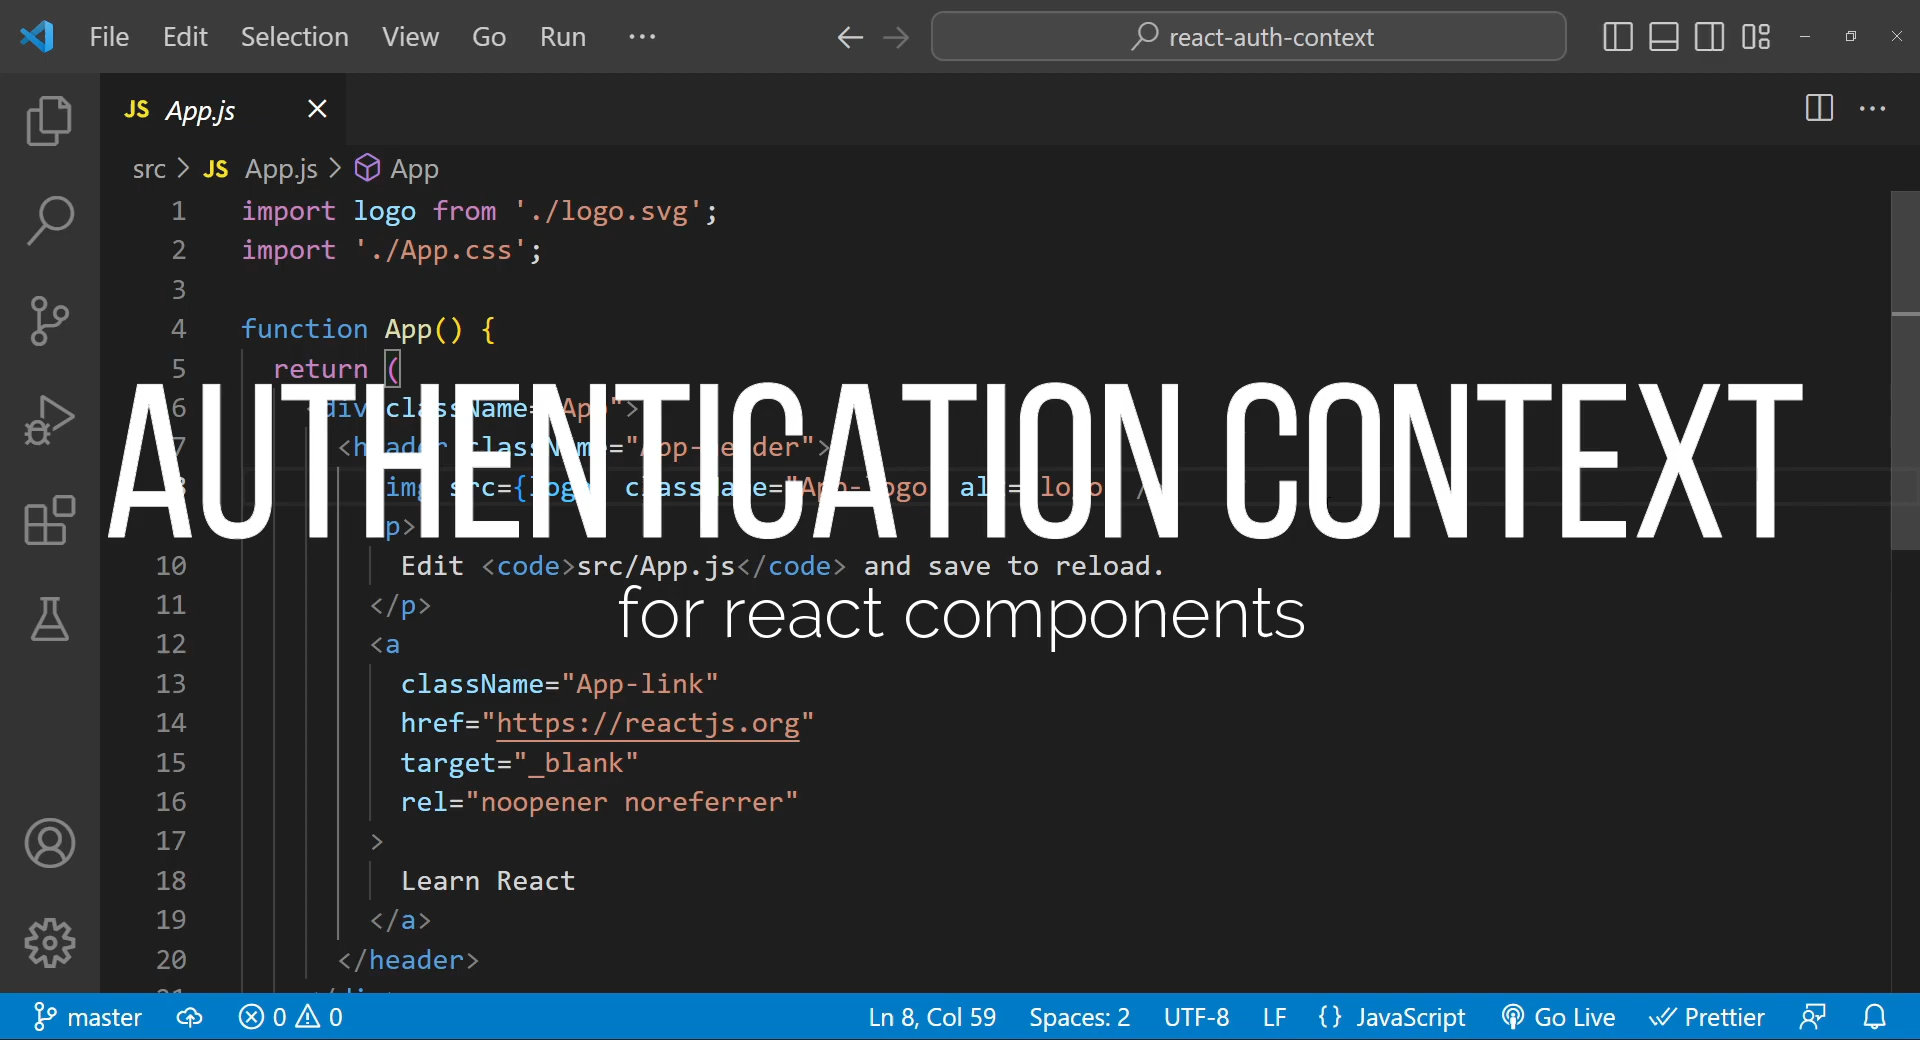 File Edit Selection View Go Run ··· react-auth-context
JS App.js
src > JS App.js > App
1 import logo from './logo.svg';
2 import './App.css';
3
4 function App() {
5 return (
AUTHENTICATION CONTEXT
for react components
10 Edit <code>src/App.js</code> and save to reload.
11 </p>
12 <a
13 className="App-link"
14 href="https://reactjs.org"
15 target="_blank"
16 rel="noopener noreferrer"
17 >
18 Learn React
19 </a>
20 </header>
master 0 0 Ln 8, Col 59 Spaces: 2 UTF-8 LF {} JavaScript Go Live Prettier